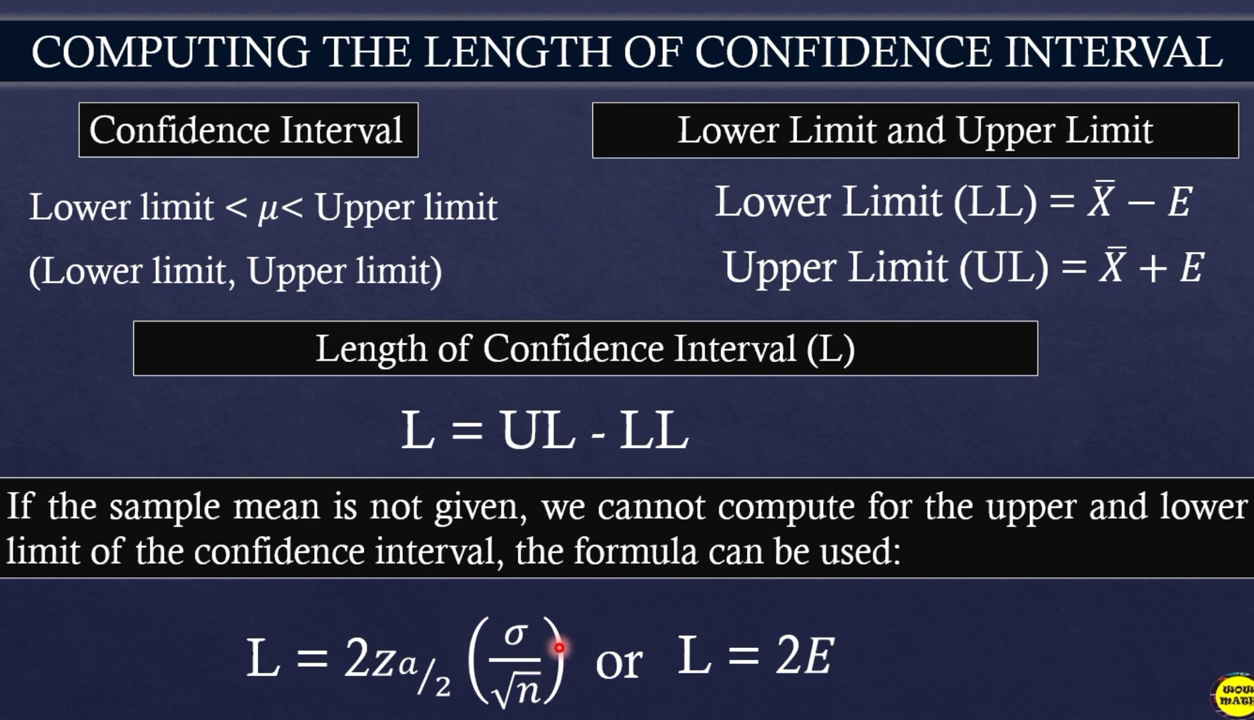 COMPUTING THE LENGTH OF CONFIDENCE INTERVAL
Confidence Interval
Lower Limit and Upper Limit
Lower limit < μ< Upper limit
(Lower limit, Upper limit)
Lower Limit (LL) = X̅ − E
Upper Limit (UL) = X̅ + E
Length of Confidence Interval (L)
L = UL - LL
If the sample mean is not given, we cannot compute for the upper and lower
limit of the confidence interval, the formula can be used:
L = 2z a/2 (σ/√n) or L = 2E
WOW
MATH